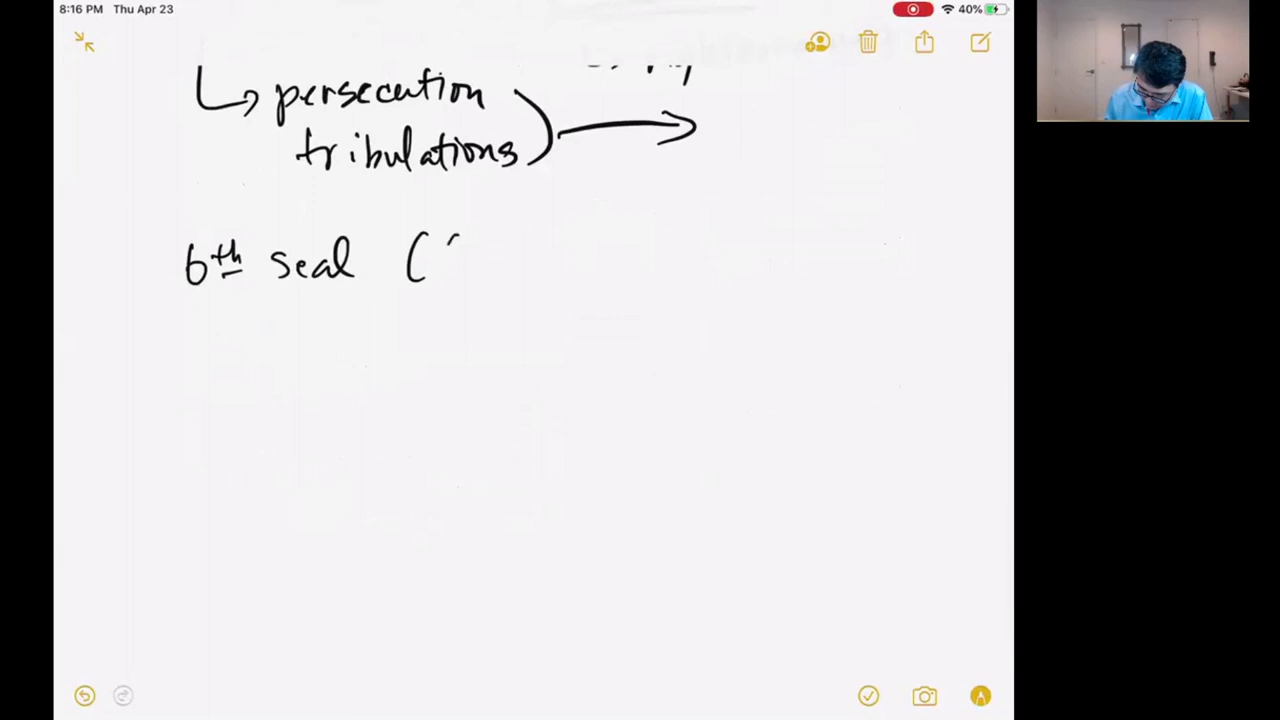 8:16 PM Thu Apr 23
40%
↳ persecution
tribulations
6th seal (